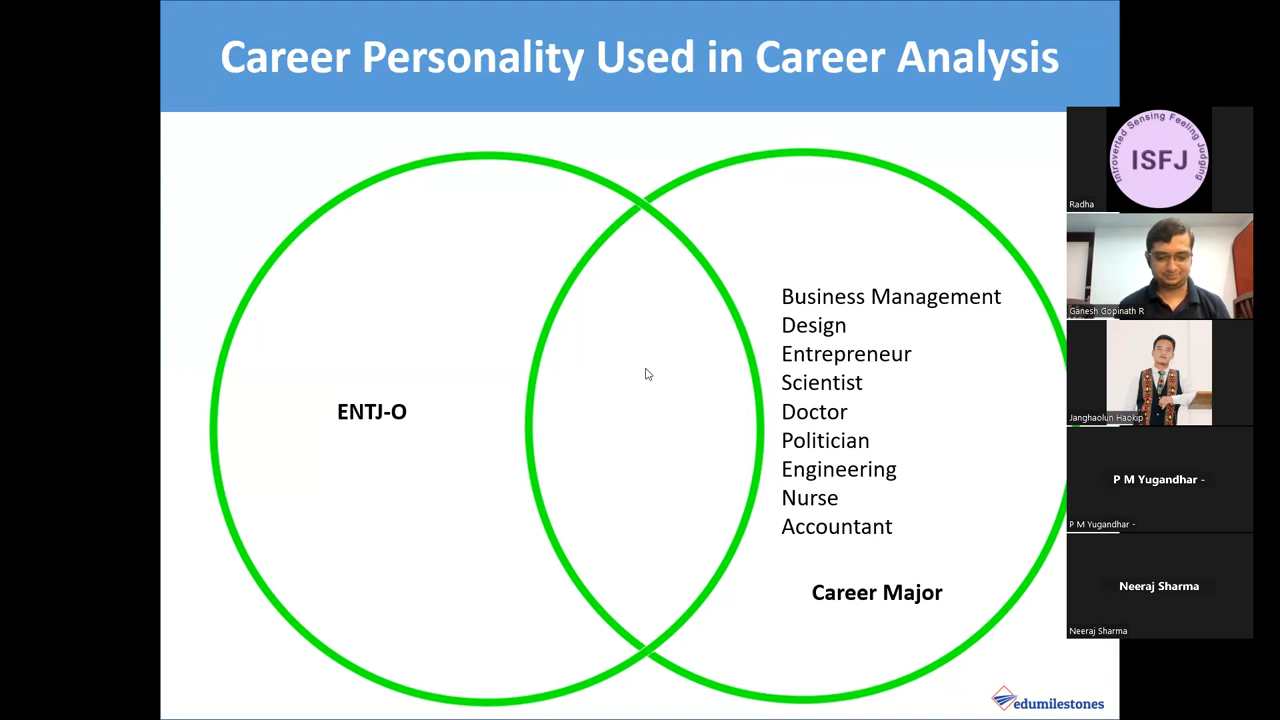 Career Personality Used in Career Analysis
ENTJ-O
Business Management
Design
Entrepreneur
Scientist
Doctor
Politician
Engineering
Nurse
Accountant
Career Major
edumilestones
Introverted Sensing Feeling Judging
ISFJ
Radha
Ganesh Gopinath R
Janghaolun Haokip
P M Yugandhar -
P M Yugandhar -
Neeraj Sharma
Neeraj Sharma